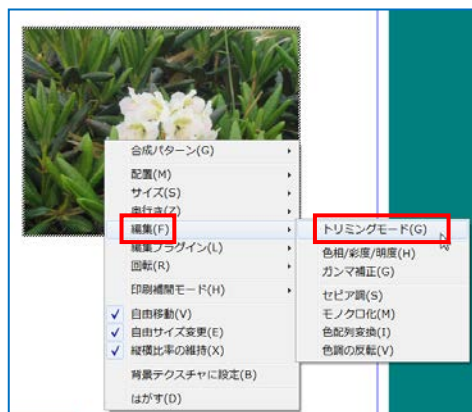 合成パターン(G)
配置(M)
サイズ(S)
奥行き(Z)
編集(F)
編集プラグイン(L)
回転(R)
印刷補間モード(H)
自由移動(V)
自由サイズ変更(E)
縦横比率の維持(X)
背景テクスチャに設定(B)
はがす(D)
トリミングモード(G)
色相/彩度/明度(H)
ガンマ補正(G)
セピア調(S)
モノクロ化(M)
色配列変換(I)
色調の反転(V)